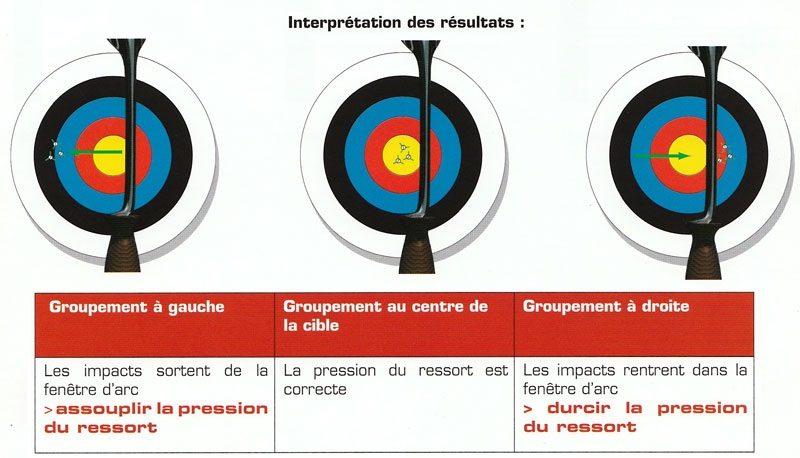 Interprétation des résultats :
Groupement à gauche
Groupement au centre de
la cible
Groupement à droite
Les impacts sortent de la
fenêtre d'arc
> assouplir la pression
du ressort
La pression du ressort est
correcte
Les impacts rentrent dans la
fenêtre d'arc
> durcir la pression
du ressort